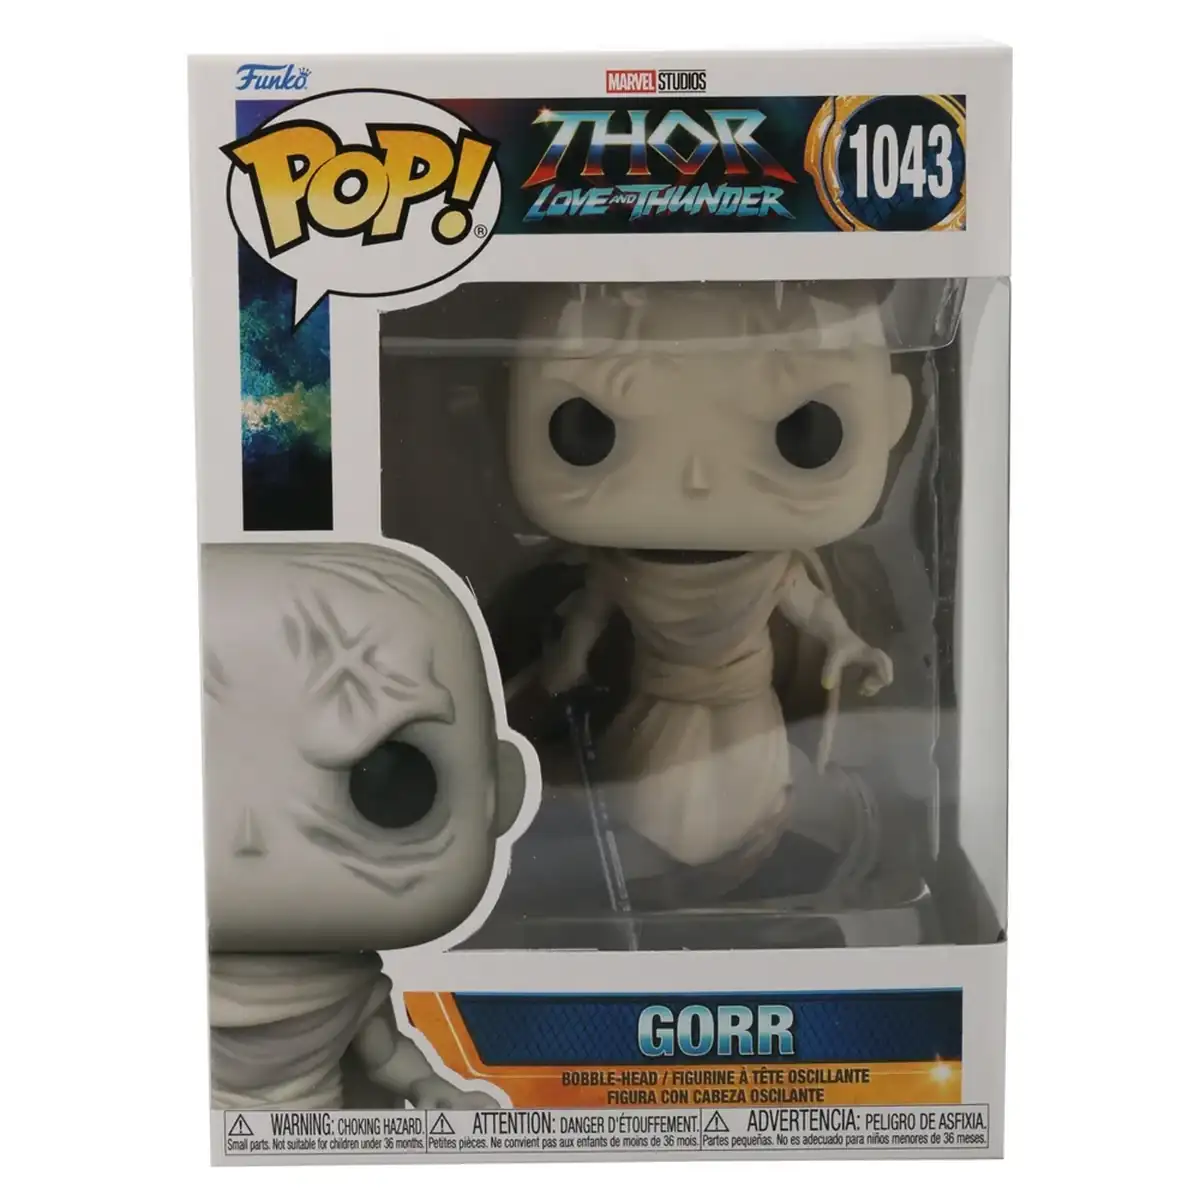 Funko
MARVEL STUDIOS
POP!®
THOR
LOVE AND THUNDER
1043
GORR
BOBBLE-HEAD / FIGURINE À TÊTE OSCILLANTE
FIGURA CON CABEZA OSCILANTE
WARNING: CHOKING HAZARD.
Small parts. Not suitable for children under 36 months.
ATTENTION: DANGER D'ÉTOUFFEMENT.
Petites pièces. Ne convient pas aux enfants de moins de 36 mois.
ADVERTENCIA: PELIGRO DE ASFIXIA.
Partes pequeñas. No es adecuado para niños menores de 36 meses.